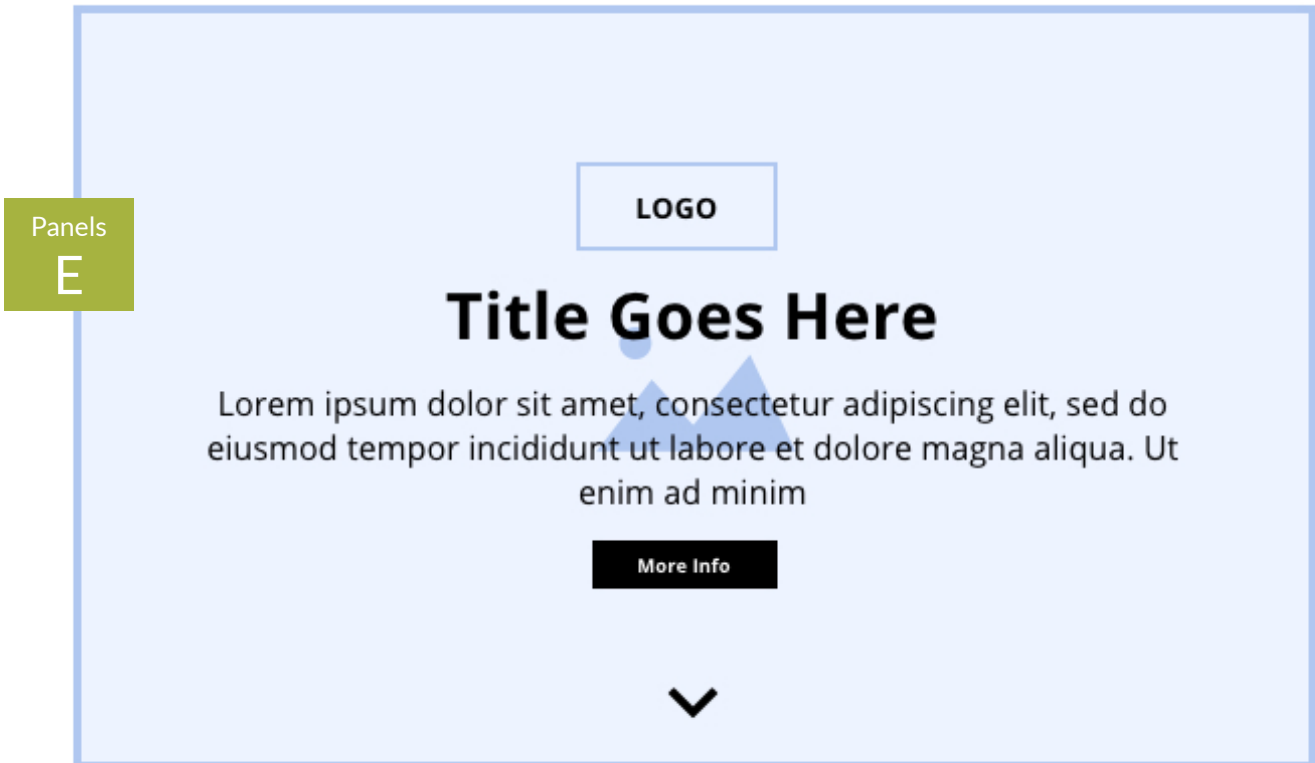 Panels
E
LOGO
Title Goes Here
Lorem ipsum dolor sit amet, consectetur adipiscing elit, sed do
eiusmod tempor incididunt ut labore et dolore magna aliqua. Ut
enim ad minim
More Info